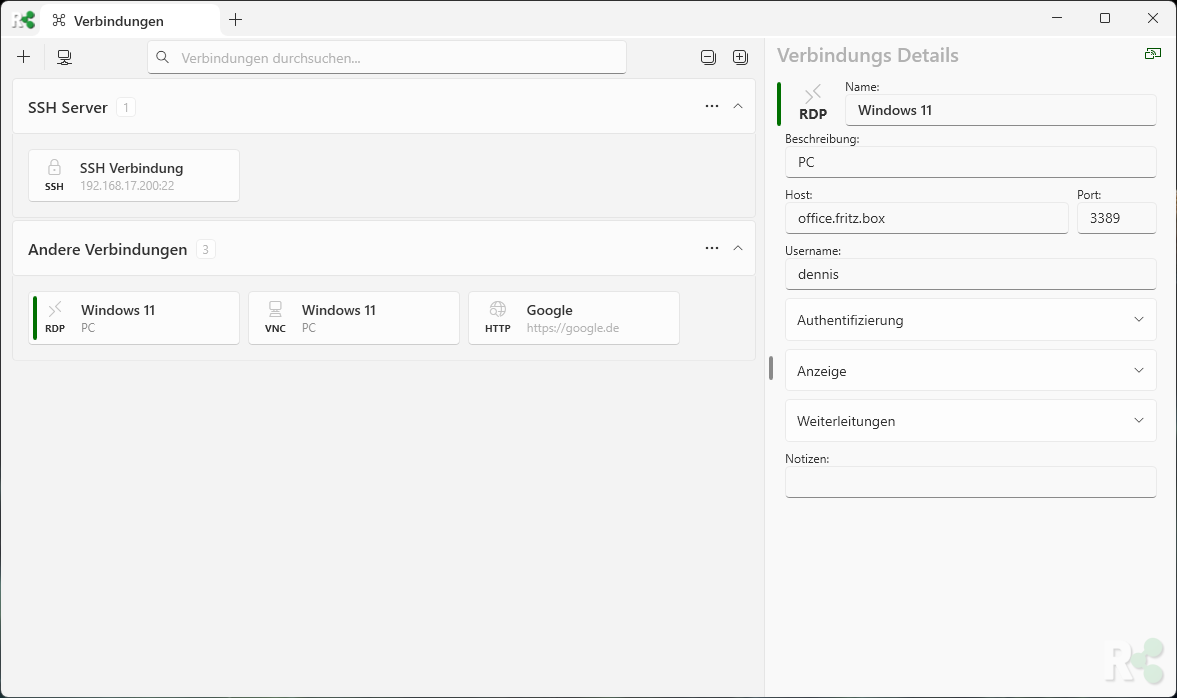 Verbindungen
Verbindungen durchsuchen...
SSH Server 1
SSH
SSH Verbindung
192.168.17.200:22
Andere Verbindungen 3
RDP
Windows 11
PC
VNC
Windows 11
PC
HTTP
Google
https://google.de
Verbindungs Details
RDP
Name:
Windows 11
Beschreibung:
PC
Host:
office.fritz.box
Port:
3389
Username:
dennis
Authentifizierung
Anzeige
Weiterleitungen
Notizen:
RC